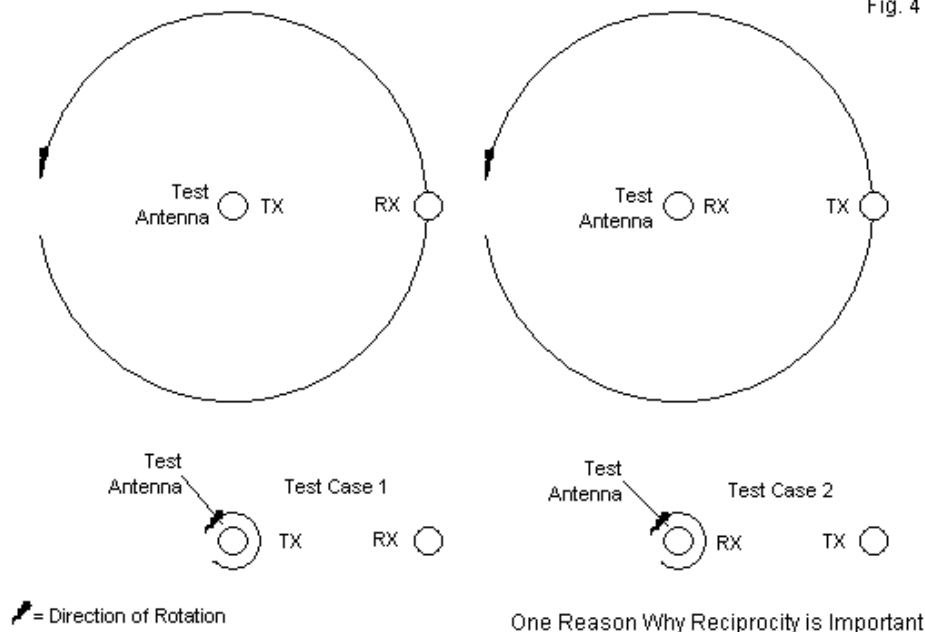 Fig. 4
Test
Antenna
TX
RX
Test
Antenna
RX
TX
Test
Antenna
Test Case 1
TX
RX
Test
Antenna
Test Case 2
RX
TX
= Direction of Rotation
One Reason Why Reciprocity is Important